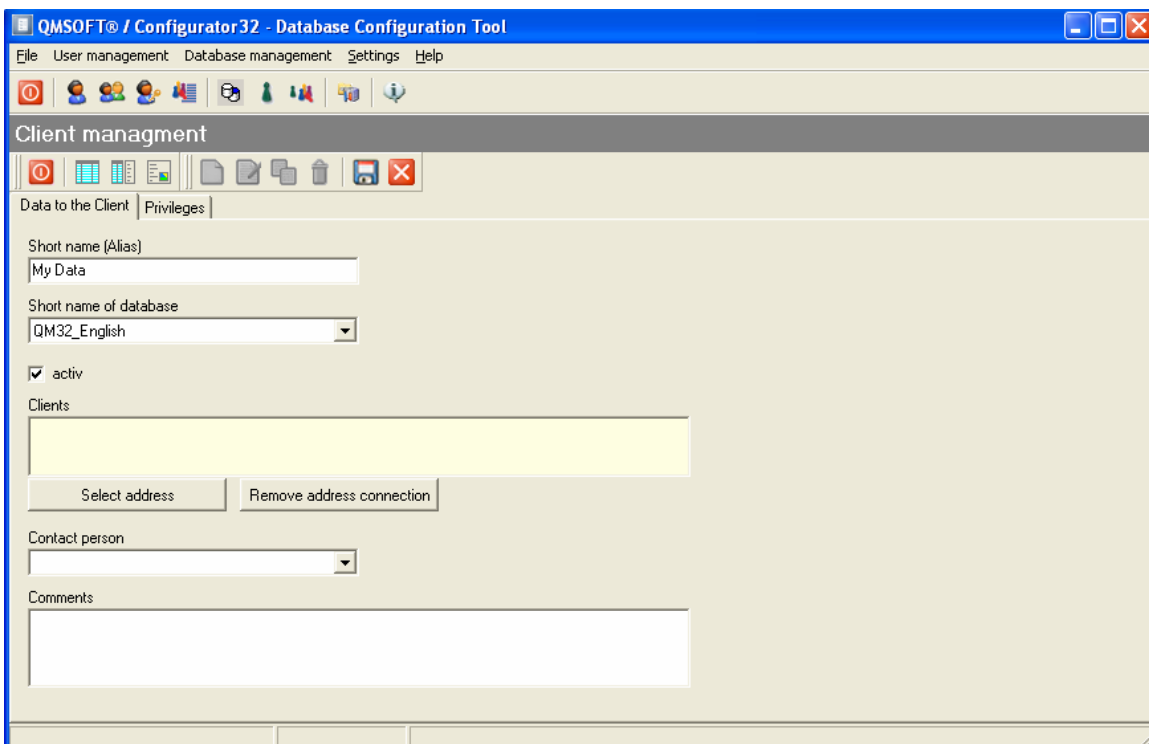 QMSOFT® / Configurator32 - Database Configuration Tool
File User management Database management Settings Help
Client managment
Data to the Client Privileges
Short name (Alias)
My Data
Short name of database
QM32_English
activ
Clients
Select address Remove address connection
Contact person
Comments